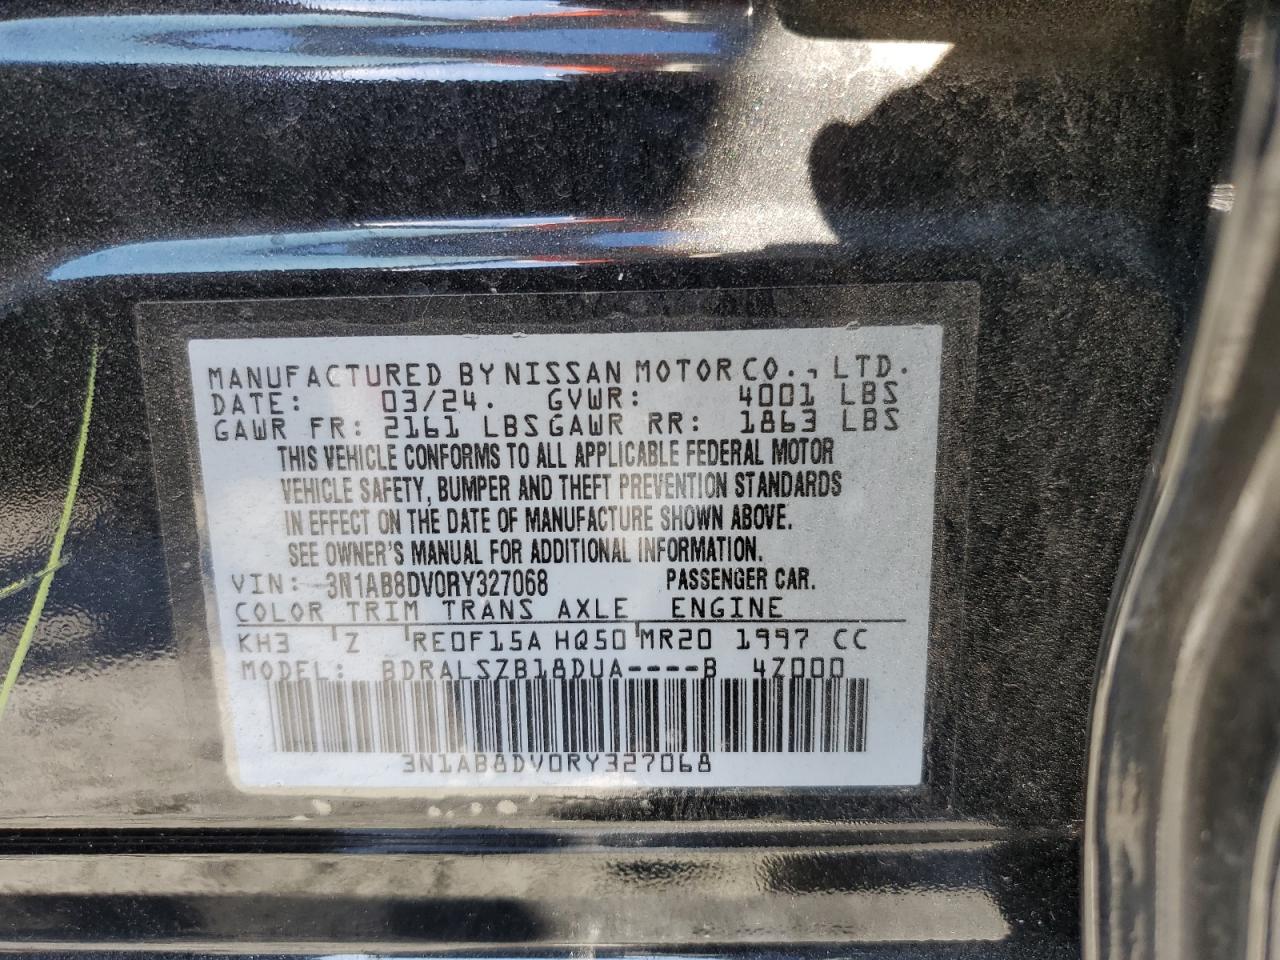 MANUFACTURED BY NISSAN MOTOR CO., LTD.
DATE: 03/24. GVWR: 4001 LBS
GAWR FR: 2161 LBS GAWR RR: 1863 LBS
THIS VEHICLE CONFORMS TO ALL APPLICABLE FEDERAL MOTOR
VEHICLE SAFETY, BUMPER AND THEFT PREVENTION STANDARDS
IN EFFECT ON THE DATE OF MANUFACTURE SHOWN ABOVE.
SEE OWNER'S MANUAL FOR ADDITIONAL INFORMATION.
VIN: 3N1AB8DV0RY327068 PASSENGER CAR.
COLOR TRIM TRANS AXLE ENGINE
KH3 Z RE0F15A HQ50 MR20 1997 CC
MODEL: BDRALSZB18DUA----B 4Z000
3N1AB8DV0RY327068